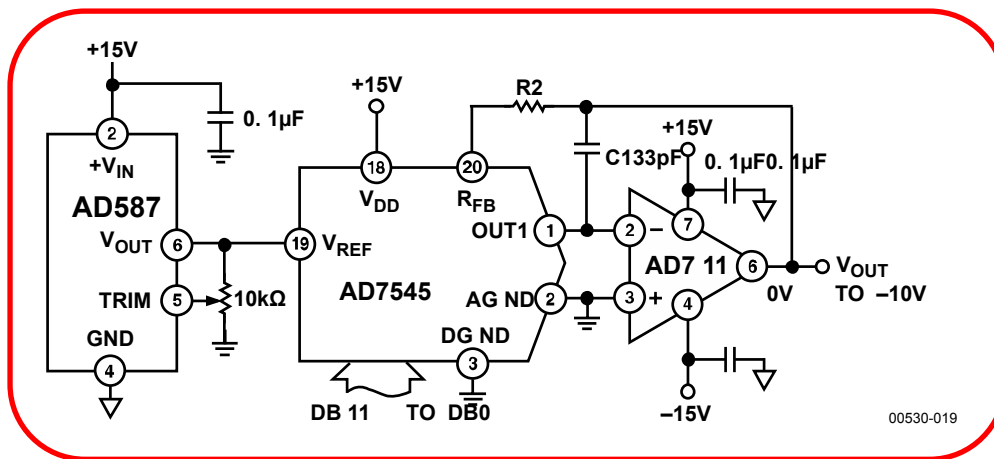 +15V
0. 1µF
2
+VIN
AD587
VOUT
6
TRIM
5
10kΩ
GND
4
+15V
18
VDD
R2
20
RFB
19
VREF
AD7545
OUT1
1
AG ND
2
DG ND
3
DB 11 TO DB0
C133pF
+15V
0. 1µF0. 1µF
7
2
–
AD7 11
3
+
6
4
0V
VOUT
TO –10V
–15V
00530-019